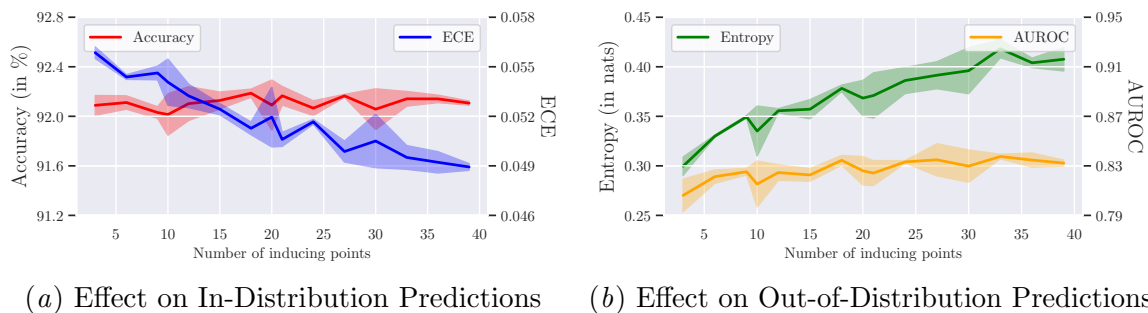 92.8
92.4
92.0
91.6
91.2
Accuracy (in %)
Accuracy
ECE
0.058
0.055
0.052
0.049
0.046
ECE
5 10 15 20 25 30 35 40
Number of inducing points
0.45
0.40
0.35
0.30
0.25
Entropy (in nats)
Entropy
AUROC
0.95
0.91
0.87
0.83
0.79
AUROC
5 10 15 20 25 30 35 40
Number of inducing points
(a) Effect on In-Distribution Predictions
(b) Effect on Out-of-Distribution Predictions